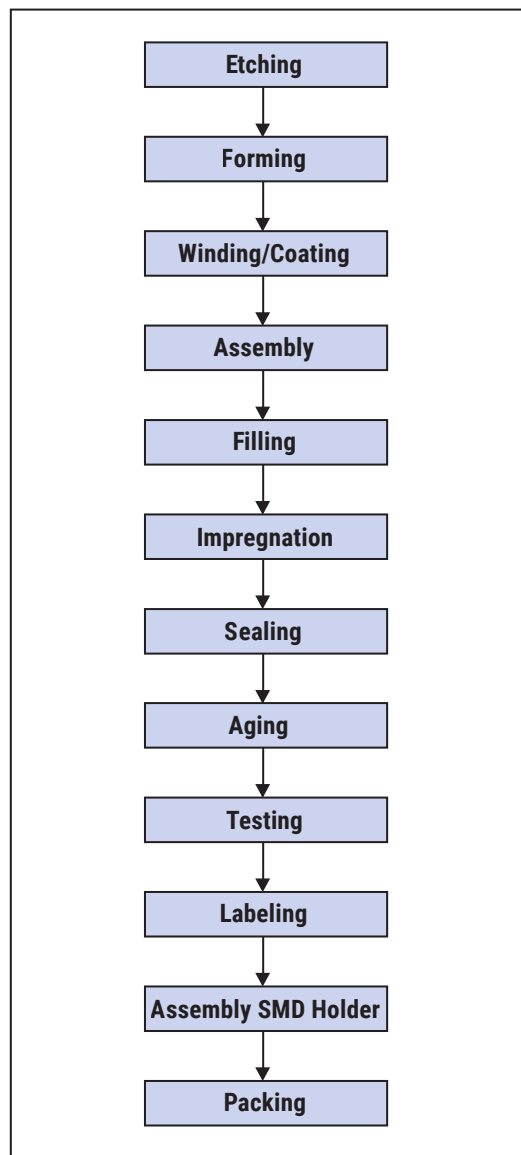 Etching
Forming
Winding/Coating
Assembly
Filling
Impregnation
Sealing
Aging
Testing
Labeling
Assembly SMD Holder
Packing